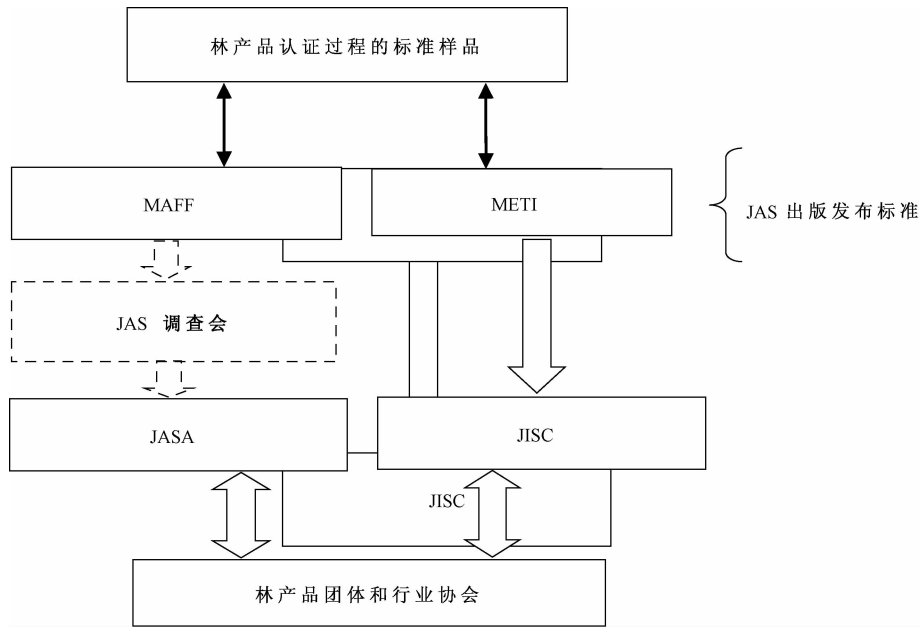 林产品认证过程的标准样品
MAFF
METI
JAS 出版发布标准
JAS 调查会
JASA
JISC
JISC
林产品团体和行业协会